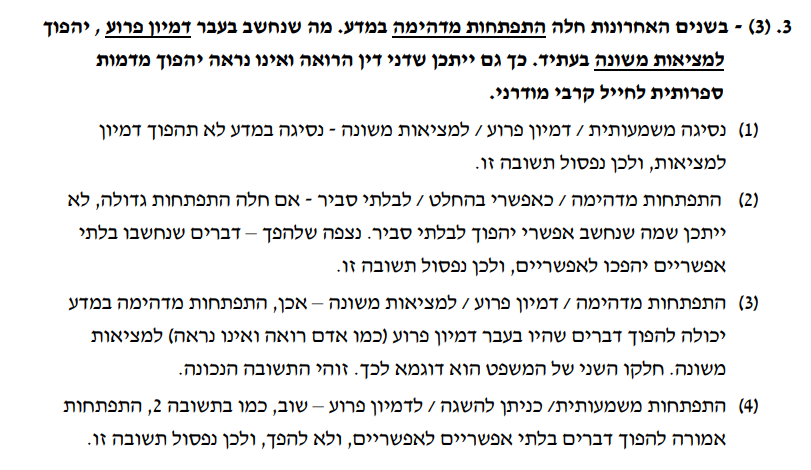 3. (3) - בשנים האחרונות חלה התפתחות מדהימה במדע. מה שנחשב בעבר דמיון פרוע , יהפוך
למציאות משונה בעתיד. כך גם ייתכן שדני דין הרואה ואינו נראה יהפוך מדמות
ספרותית לחייל קרבי מודרני.
(1) נסיגה משמעותית / דמיון פרוע / למציאות משונה - נסיגה במדע לא תהפוך דמיון
למציאות, ולכן נפסול תשובה זו.
(2) התפתחות מדהימה / כאפשרי בהחלט / לבלתי סביר - אם חלה התפתחות גדולה, לא
ייתכן שמה שנחשב אפשרי יהפוך לבלתי סביר. נצפה שלהפך – דברים שנחשבו בלתי
אפשריים יהפכו לאפשריים, ולכן נפסול תשובה זו.
(3) התפתחות מדהימה / דמיון פרוע / למציאות משונה – אכן, התפתחות מדהימה במדע
יכולה להפוך דברים שהיו בעבר דמיון פרוע (כמו אדם רואה ואינו נראה) למציאות
משונה. חלקו השני של המשפט הוא דוגמא לכך. זוהי התשובה הנכונה.
(4) התפתחות משמעותית/ כניתן להשגה / לדמיון פרוע – שוב, כמו בתשובה 2, התפתחות
אמורה להפוך דברים בלתי אפשריים לאפשריים, ולא להפך, ולכן נפסול תשובה זו.